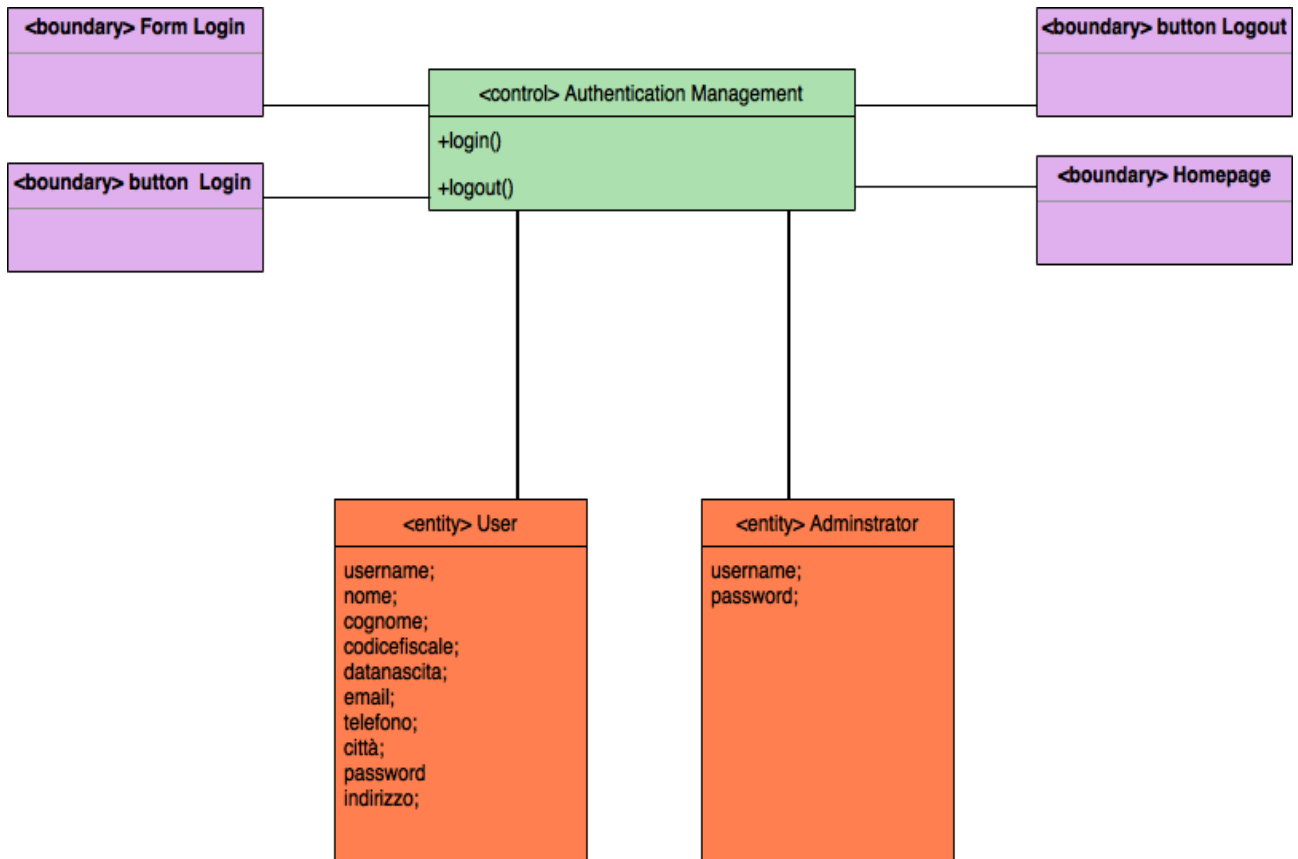 <boundary> Form Login
<boundary> button Logout
<control> Authentication Management
+login()
+logout()
<boundary> button Login
<boundary> Homepage
<entity> User
username;
nome;
cognome;
codicefiscale;
datanascita;
email;
telefono;
città;
password
indirizzo;
<entity> Adminstrator
username;
password;